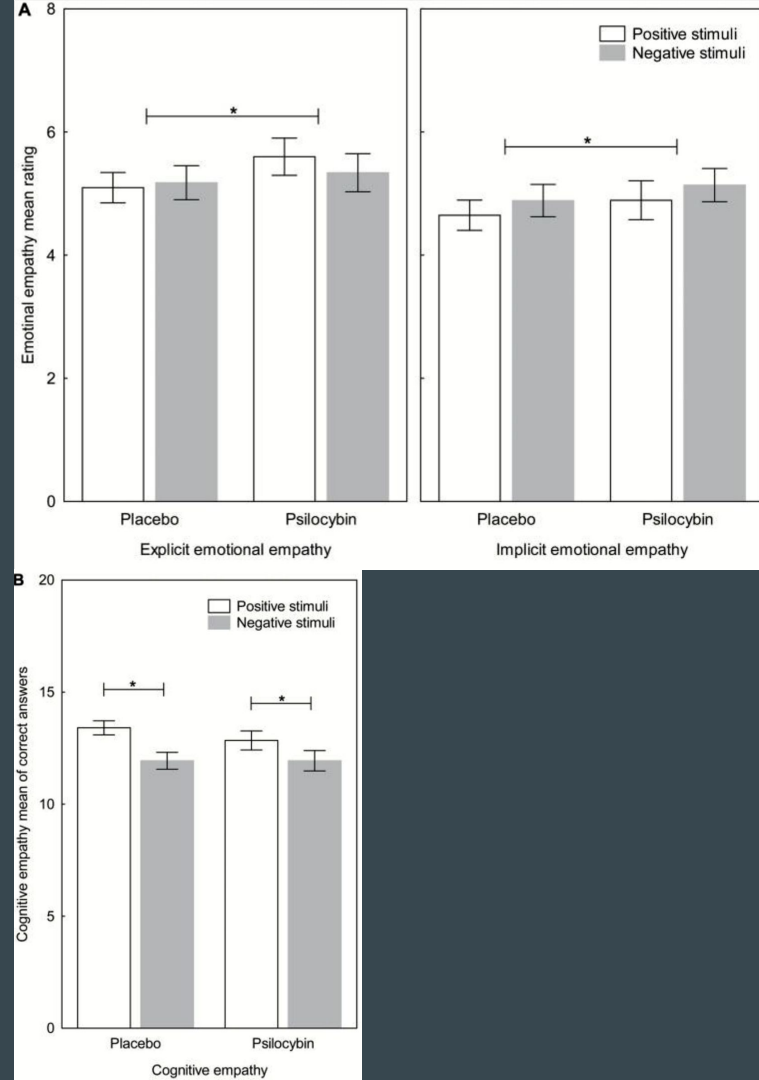 A
8
6
4
2
0
Emotinal empathy mean rating
Positive stimuli
Negative stimuli
*
*
Placebo
Psilocybin
Placebo
Psilocybin
Explicit emotional empathy
Implicit emotional empathy
B
20
15
10
5
0
Cognitive empathy mean of correct answers
Positive stimuli
Negative stimuli
*
*
Placebo
Psilocybin
Cognitive empathy